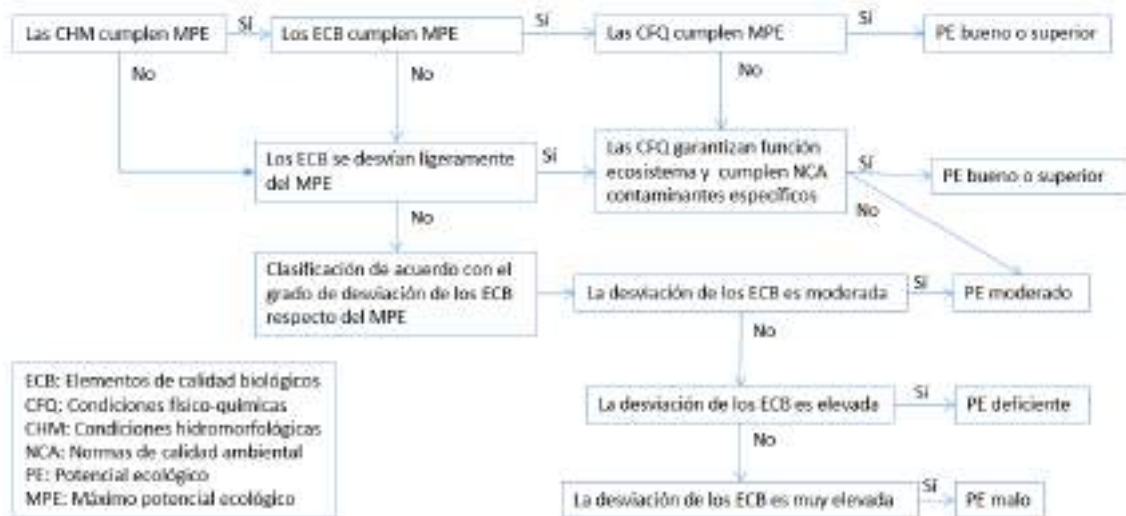 Las CHM cumplen MPE
Sí
Los ECB cumplen MPE
Sí
Las CFQ cumplen MPE
Sí
PE bueno o superior
No
No
No
Los ECB se desvían ligeramente
del MPE
Sí
Las CFQ garantizan función
ecosistema y cumplen NCA
contaminantes específicos
Sí
PE bueno o superior
No
No
Clasificación de acuerdo con el
grado de desviación de los ECB
respecto del MPE
La desviación de los ECB es moderada
Sí
PE moderado
No
La desviación de los ECB es elevada
Sí
PE deficiente
No
La desviación de los ECB es muy elevada
Sí
PE malo
ECB: Elementos de calidad biológicos
CFQ: Condiciones físico-químicas
CHM: Condiciones hidromorfológicas
NCA: Normas de calidad ambiental
PE: Potencial ecológico
MPE: Máximo potencial ecológico